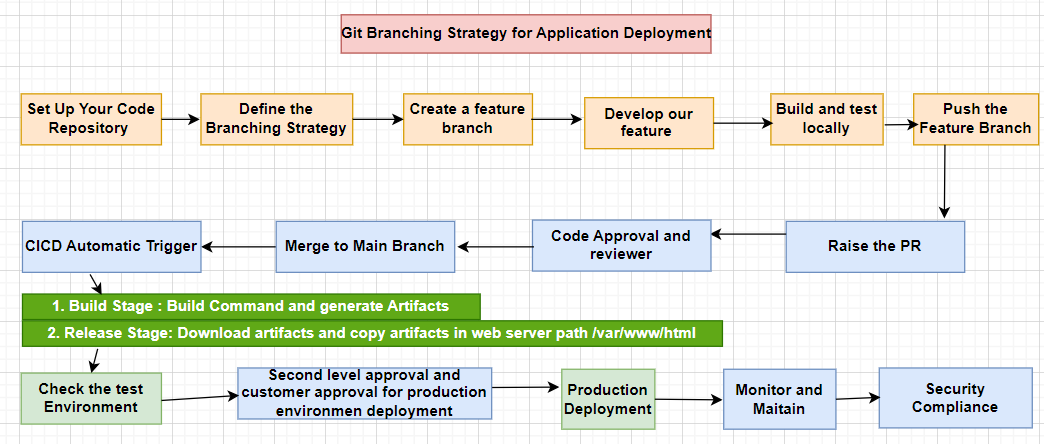 Git Branching Strategy for Application Deployment
Set Up Your Code
Repository
Define the
Branching Strategy
Create a feature
branch
Develop our
feature
Build and test
locally
Push the
Feature Branch
CICD Automatic Trigger
Merge to Main Branch
Code Approval and
reviewer
Raise the PR
1. Build Stage : Build Command and generate Artifacts
2. Release Stage: Download artifacts and copy artifacts in web server path /var/www/html
Check the test
Environment
Second level approval and
customer approval for production
environmen deployment
Production
Deployment
Monitor and
Maitain
Security
Compliance